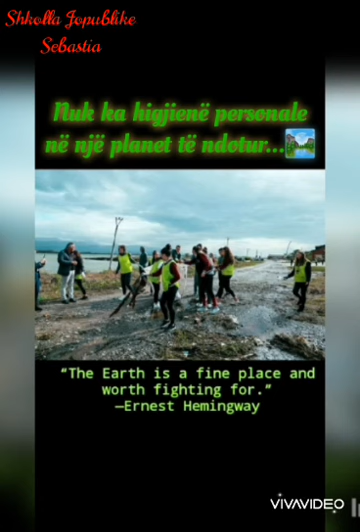 Shkolla Jopublike
Sebastia
Nuk ka higjienë personale
në një planet të ndotur...
“The Earth is a fine place and
worth fighting for.”
—Ernest Hemingway
VIVAVIDEO